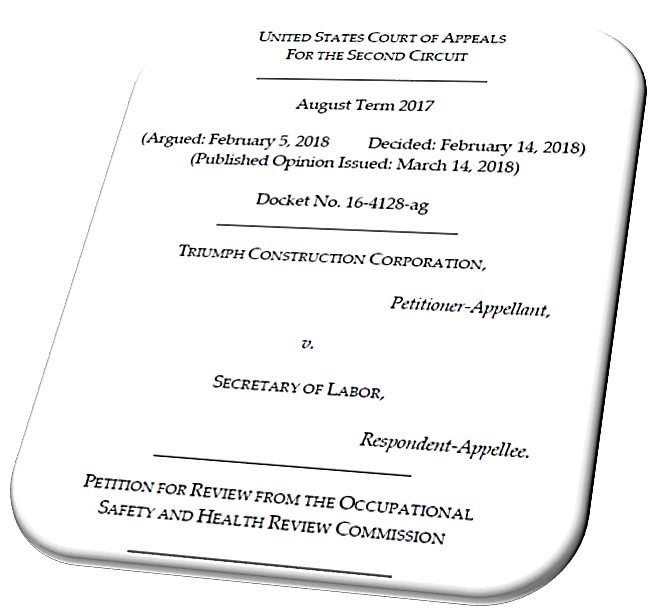 UNITED STATES COURT OF APPEALS
FOR THE SECOND CIRCUIT
August Term 2017
(Argued: February 5, 2018 Decided: February 14, 2018)
(Published Opinion Issued: March 14, 2018)
Docket No. 16-4128-ag
TRIUMPH CONSTRUCTION CORPORATION,
Petitioner-Appellant,
v.
SECRETARY OF LABOR,
Respondent-Appellee.
PETITION FOR REVIEW FROM THE OCCUPATIONAL
SAFETY AND HEALTH REVIEW COMMISSION